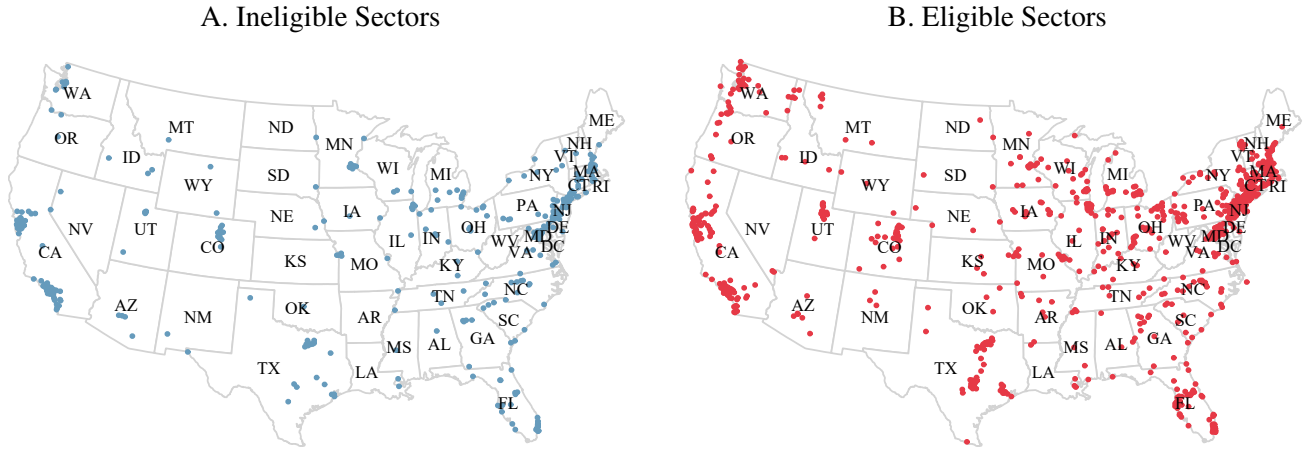 A. Ineligible Sectors
WA
OR
ID
MT
ND
MN
WI
MI
ME
NH
VT
MA
CT RI
NY
SD
WY
NE
IA
PA
NJ
OH
DE
MD
DC
NV
UT
CO
CA
IL
IN
WV
VA
KS
MO
KY
AZ
NM
OK
TN
NC
AR
SC
MS
AL
GA
TX
LA
FL
B. Eligible Sectors
WA
OR
ID
MT
ND
MN
WI
MI
ME
NH
VT
MA
CT RI
NY
SD
WY
NE
IA
PA
NJ
OH
DE
MD
DC
NV
UT
CO
CA
IL
IN
WV
VA
KS
MO
KY
AZ
NM
OK
TN
NC
AR
SC
MS
AL
GA
TX
LA
FL